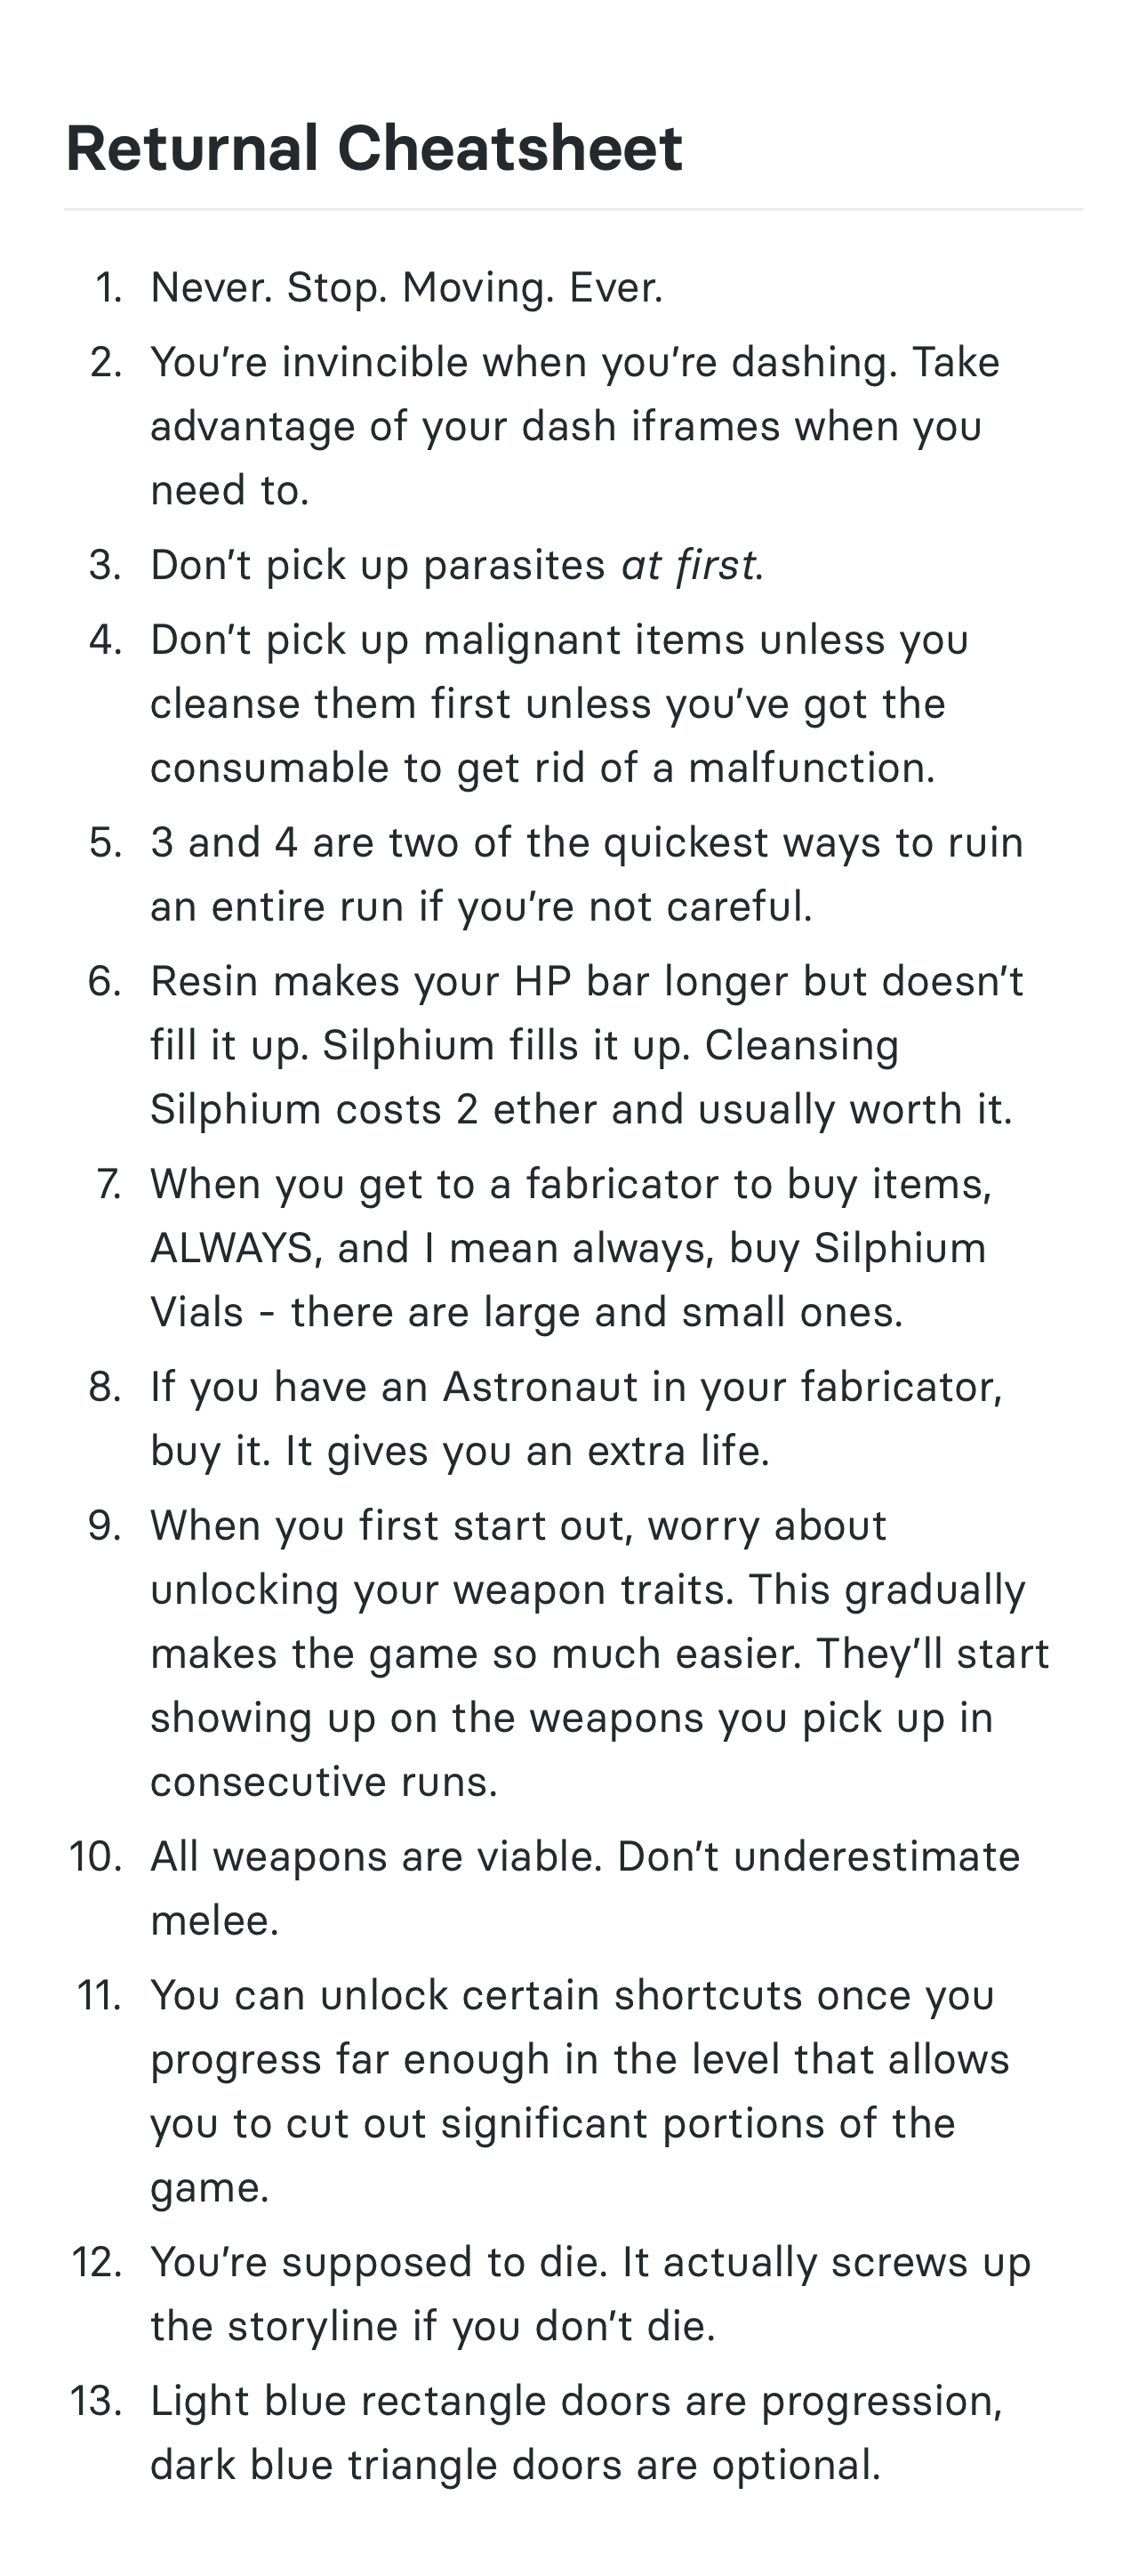 Returnal Cheatsheet
1. Never. Stop. Moving. Ever.
2. You’re invincible when you’re dashing. Take
advantage of your dash iframes when you
need to.
3. Don’t pick up parasites at first.
4. Don’t pick up malignant items unless you
cleanse them first unless you’ve got the
consumable to get rid of a malfunction.
5. 3 and 4 are two of the quickest ways to ruin
an entire run if you’re not careful.
6. Resin makes your HP bar longer but doesn’t
fill it up. Silphium fills it up. Cleansing
Silphium costs 2 ether and usually worth it.
7. When you get to a fabricator to buy items,
ALWAYS, and I mean always, buy Silphium
Vials - there are large and small ones.
8. If you have an Astronaut in your fabricator,
buy it. It gives you an extra life.
9. When you first start out, worry about
unlocking your weapon traits. This gradually
makes the game so much easier. They’ll start
showing up on the weapons you pick up in
consecutive runs.
10. All weapons are viable. Don’t underestimate
melee.
11. You can unlock certain shortcuts once you
progress far enough in the level that allows
you to cut out significant portions of the
game.
12. You’re supposed to die. It actually screws up
the storyline if you don’t die.
13. Light blue rectangle doors are progression,
dark blue triangle doors are optional.